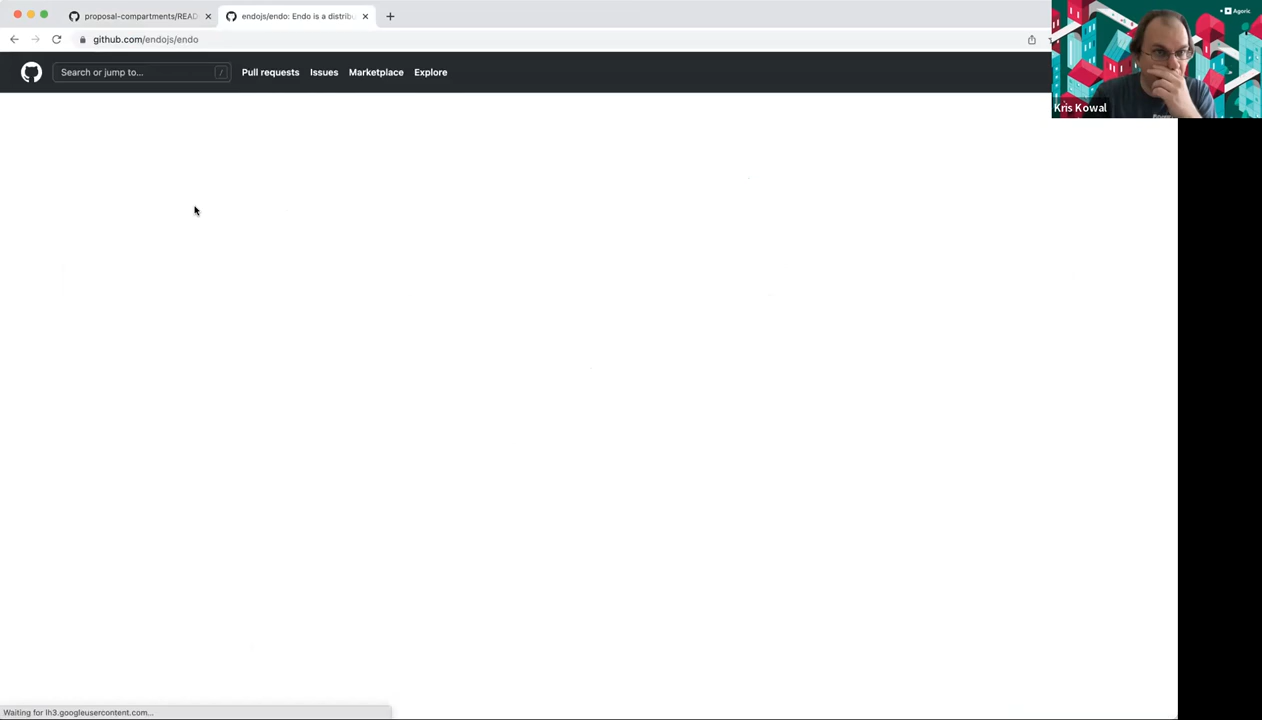 proposal-compartments/READ
endojs/endo: Endo is a distrib
github.com/endojs/endo
Agoric
Search or jump to...
/
Pull requests
Issues
Marketplace
Explore
Kris Kowal
Waiting for lh3.googleusercontent.com...